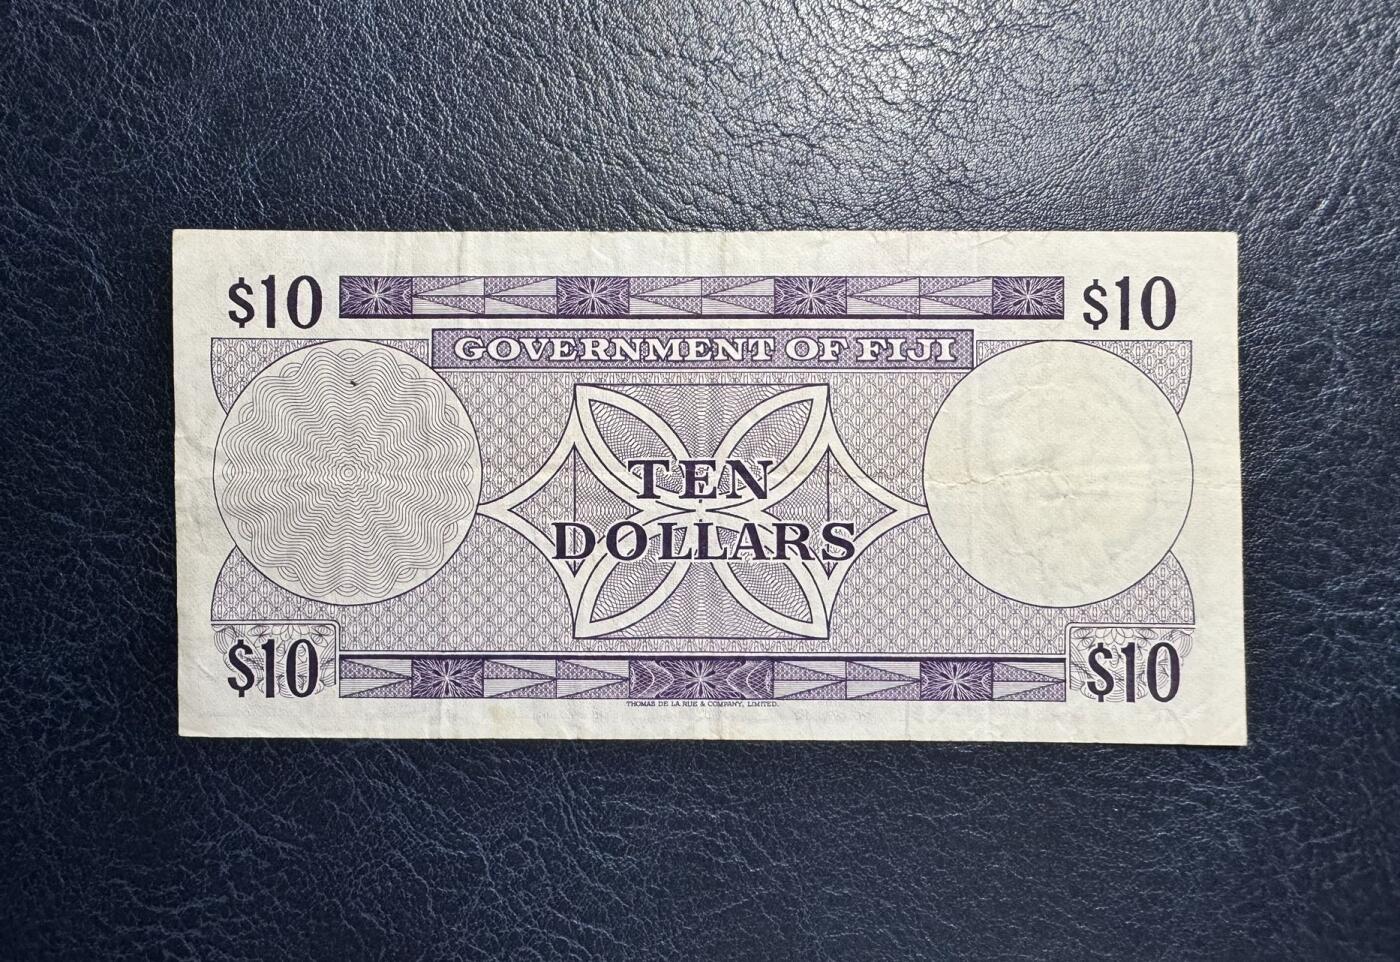 $10 $10
GOVERNMENT OF FIJI
TEN
DOLLARS
$10 $10
THOMAS DE LA RUE & COMPANY, LIMITED.